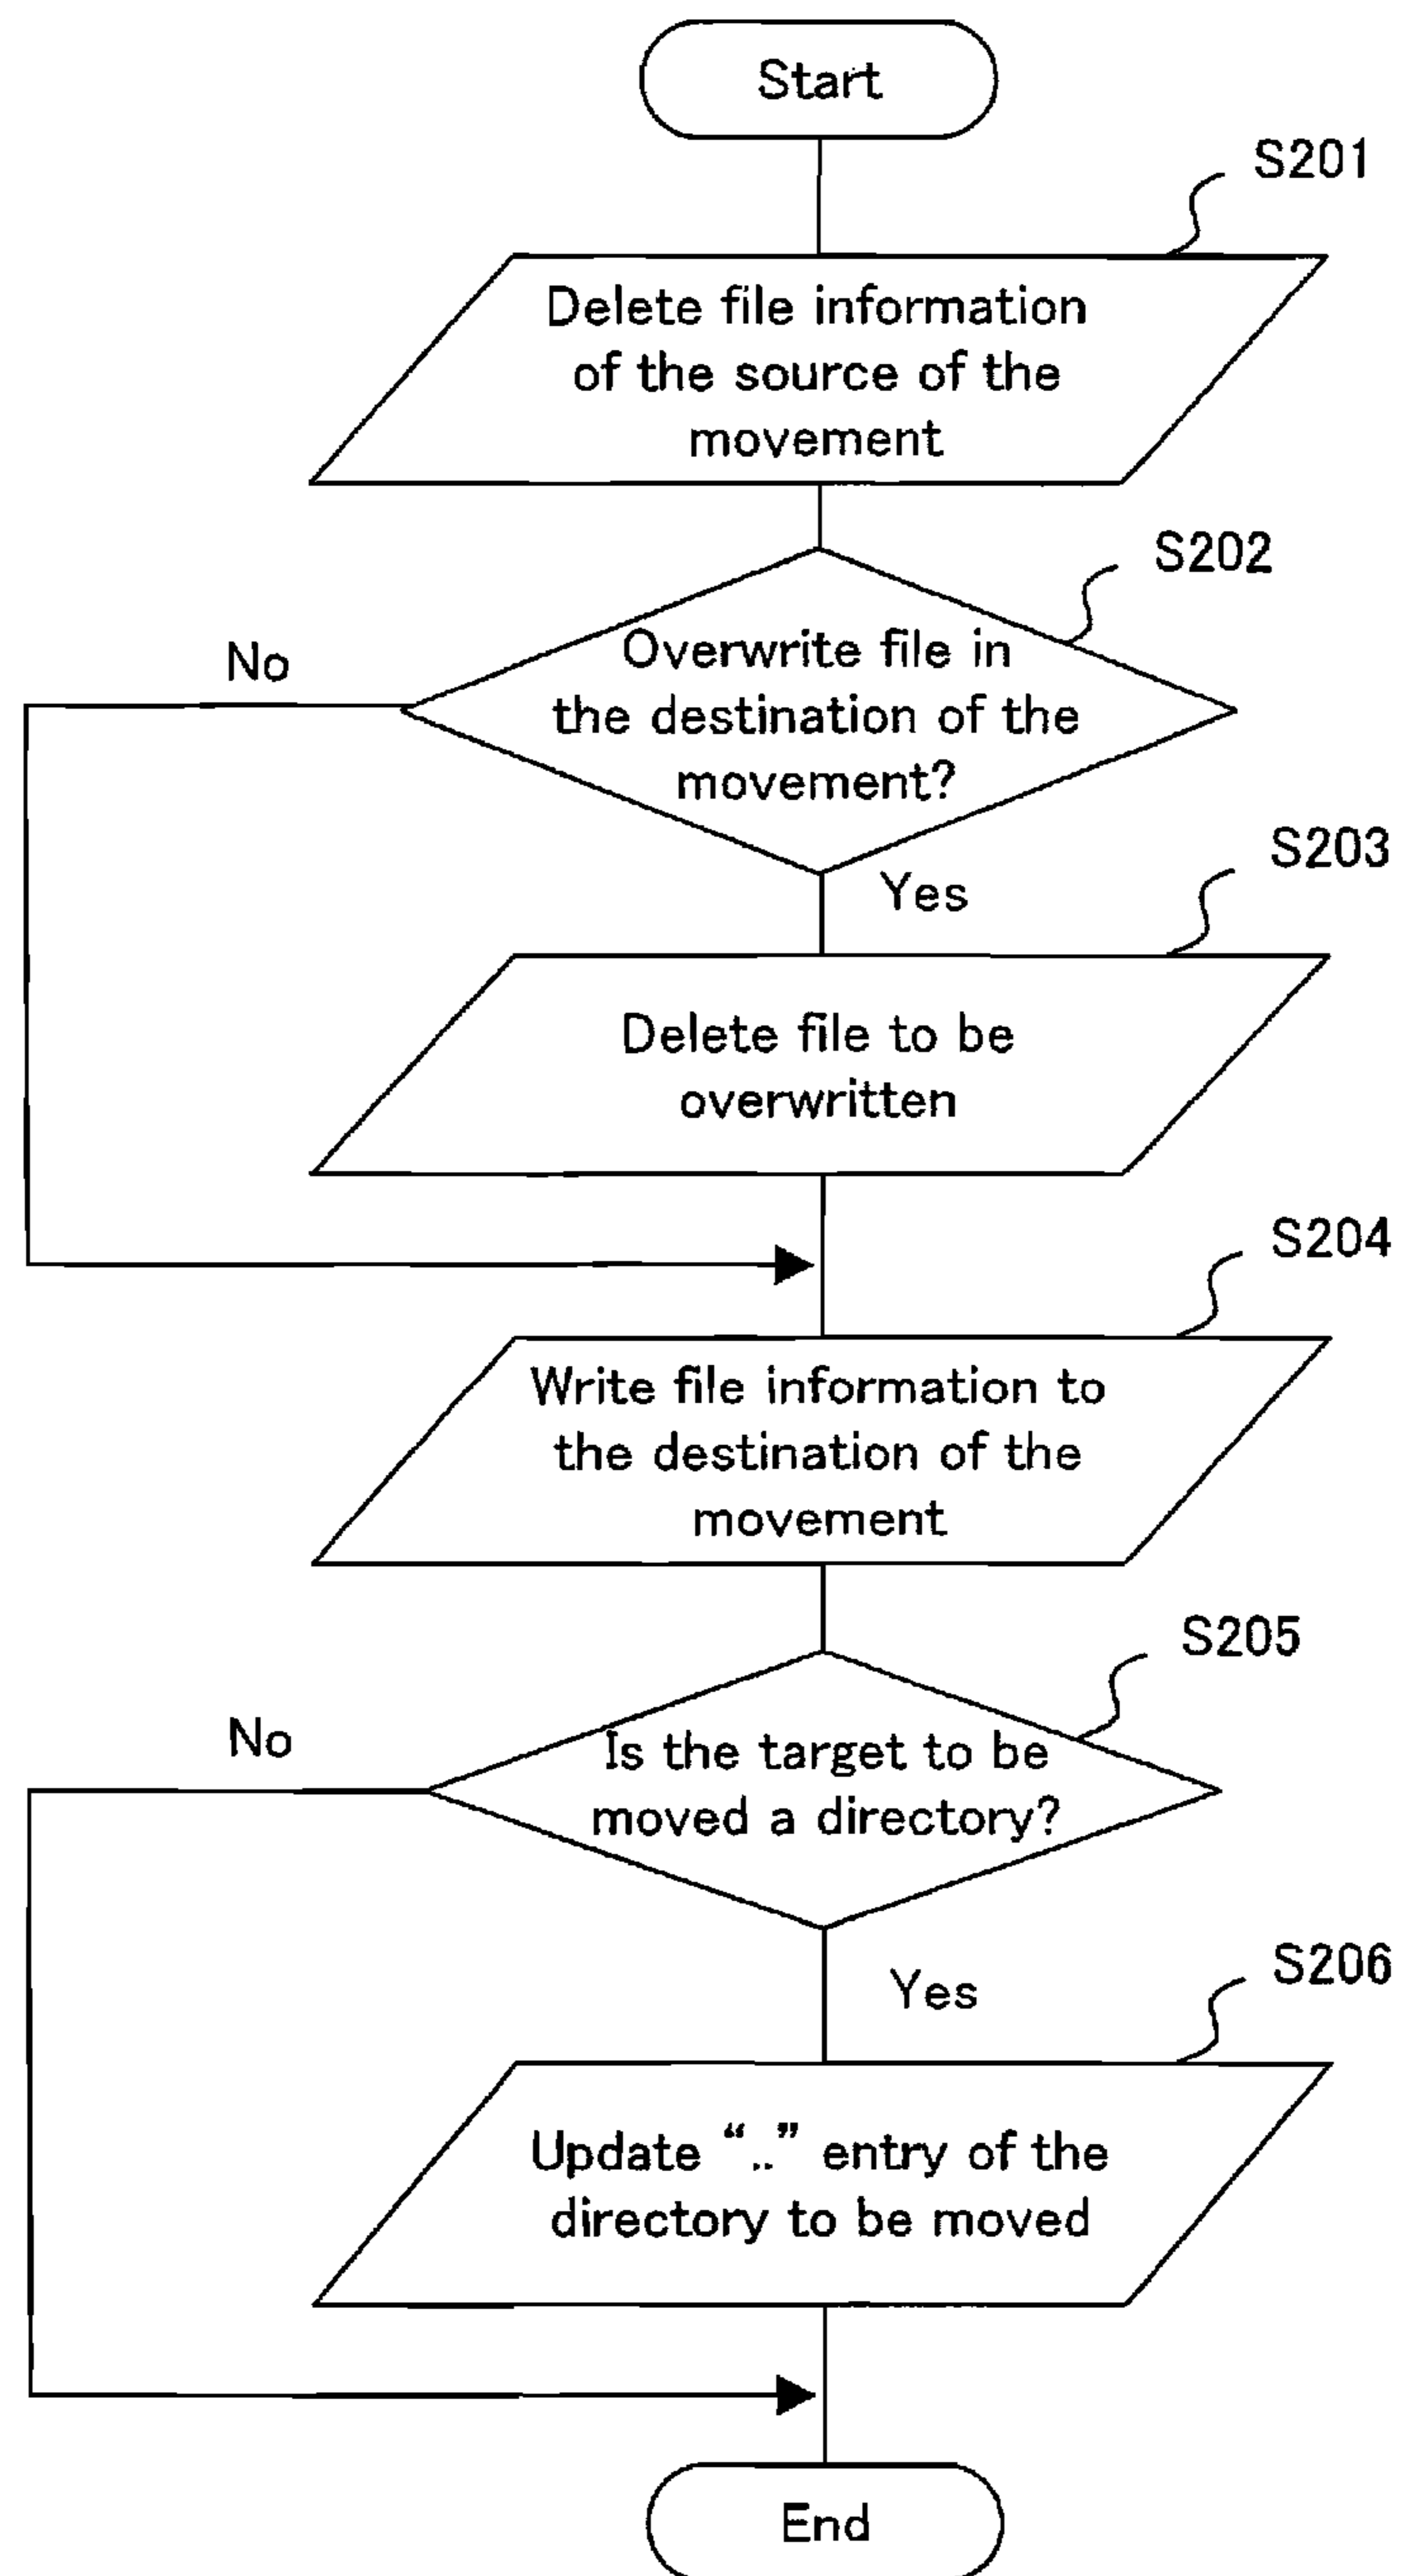 Start
S201
Delete file information
of the source of the
movement
S202
No
Overwrite file in
the destination of the
movement?
S203
Yes
Delete file to be
overwritten
S204
Write file information to
the destination of the
movement
S205
No
Is the target to be
moved a directory?
Yes
S206
Update “..” entry of the
directory to be moved
End